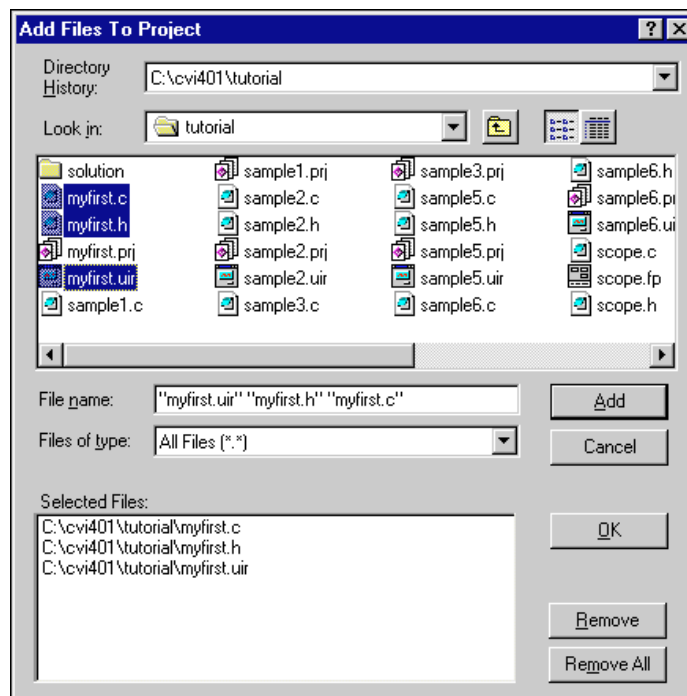 Add Files To Project
Directory History:
C:\cvi401\tutorial
Look in:
tutorial
solution
myfirst.c
myfirst.h
myfirst.prj
myfirst.uir
sample1.c
sample1.prj
sample2.c
sample2.h
sample2.prj
sample2.uir
sample3.c
sample3.prj
sample5.c
sample5.h
sample5.prj
sample5.uir
sample6.c
sample6.h
sample6.pr
sample6.ui
scope.c
scope.fp
scope.h
File name:
"myfirst.uir" "myfirst.h" "myfirst.c"
Add
Files of type:
All Files (*.*)
Cancel
Selected Files:
C:\cvi401\tutorial\myfirst.c
C:\cvi401\tutorial\myfirst.h
C:\cvi401\tutorial\myfirst.uir
OK
Remove
Remove All